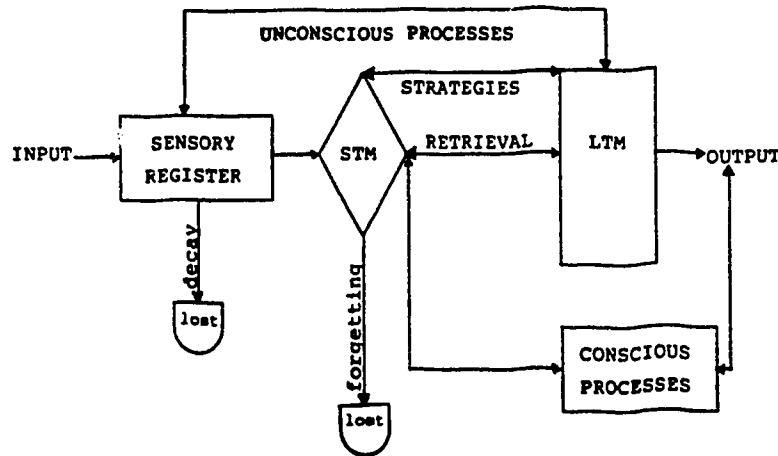 UNCONSCIOUS PROCESSES
STRATEGIES
INPUT
SENSORY
REGISTER
STM
RETRIEVAL
LTM
OUTPUT
decay
lost
forgetting
lost
CONSCIOUS
PROCESSES